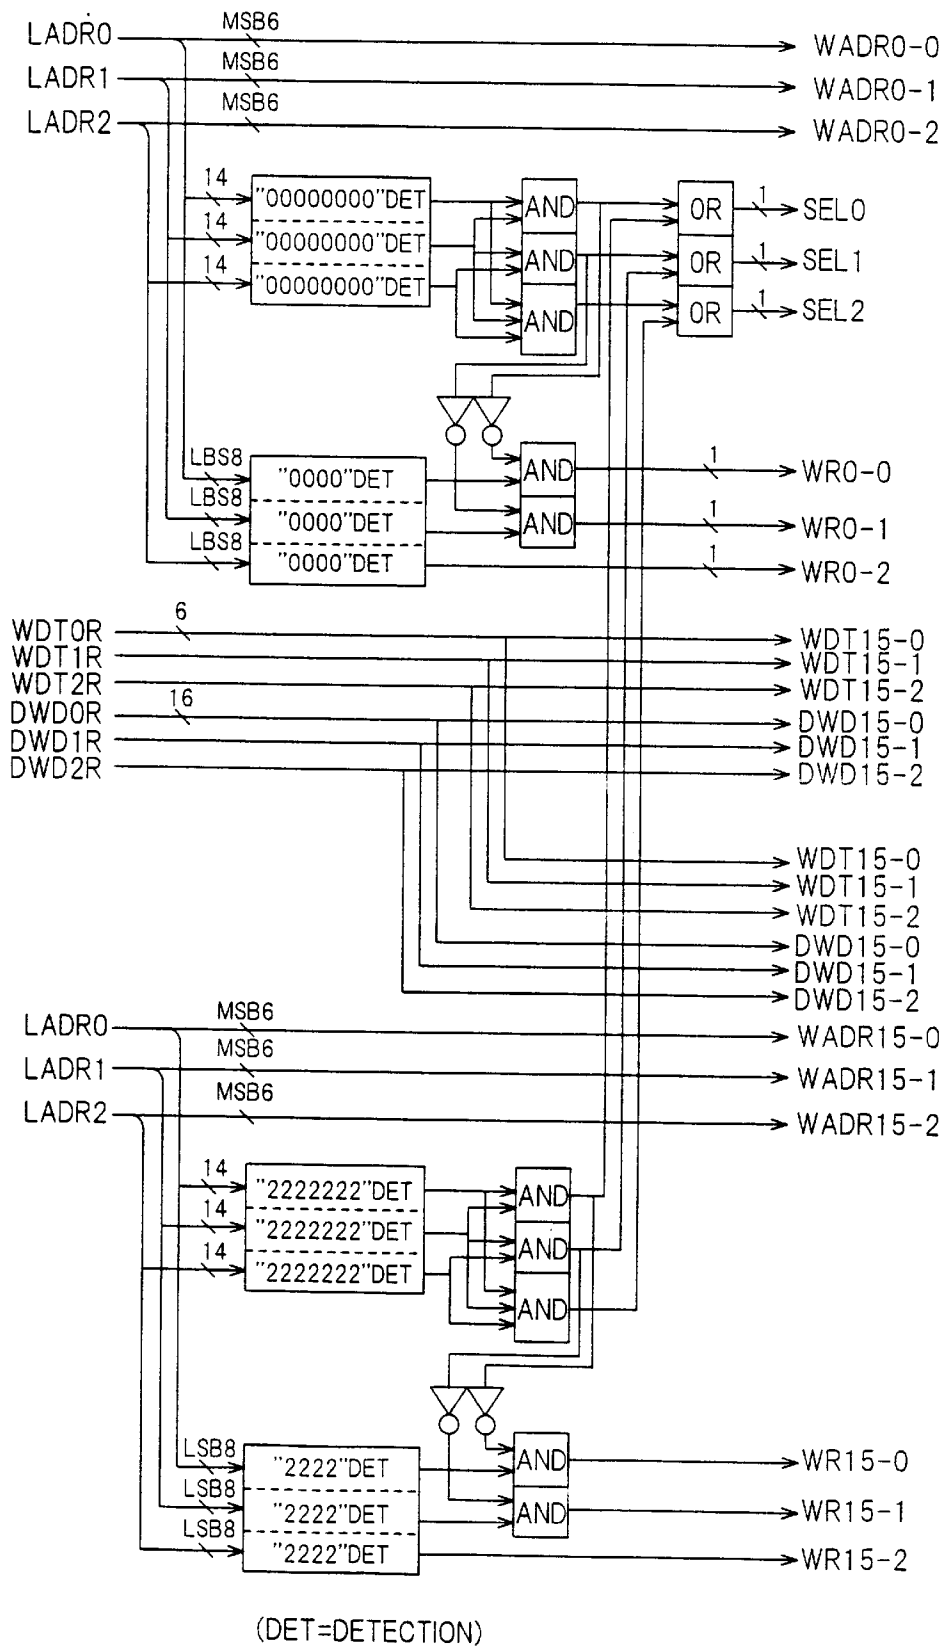 LADR0 MSB6 WADR0-0
LADR1 MSB6 WADR0-1
LADR2 MSB6 WADR0-2
14 "00000000"DET AND OR 1 SEL0
14 "00000000"DET AND OR 1 SEL1
14 "00000000"DET AND OR 1 SEL2
LBS8 "0000"DET AND 1 WR0-0
LBS8 "0000"DET AND 1 WR0-1
LBS8 "0000"DET 1 WR0-2
WDT0R 6 WDT15-0
WDT1R WDT15-1
WDT2R WDT15-2
DWD0R 16 DWD15-0
DWD1R DWD15-1
DWD2R DWD15-2
WDT15-0
WDT15-1
WDT15-2
DWD15-0
DWD15-1
DWD15-2
LADR0 MSB6 WADR15-0
LADR1 MSB6 WADR15-1
LADR2 MSB6 WADR15-2
14 "2222222"DET AND
14 "2222222"DET AND
14 "2222222"DET AND
LSB8 "2222"DET AND WR15-0
LSB8 "2222"DET AND WR15-1
LSB8 "2222"DET WR15-2
(DET=DETECTION)